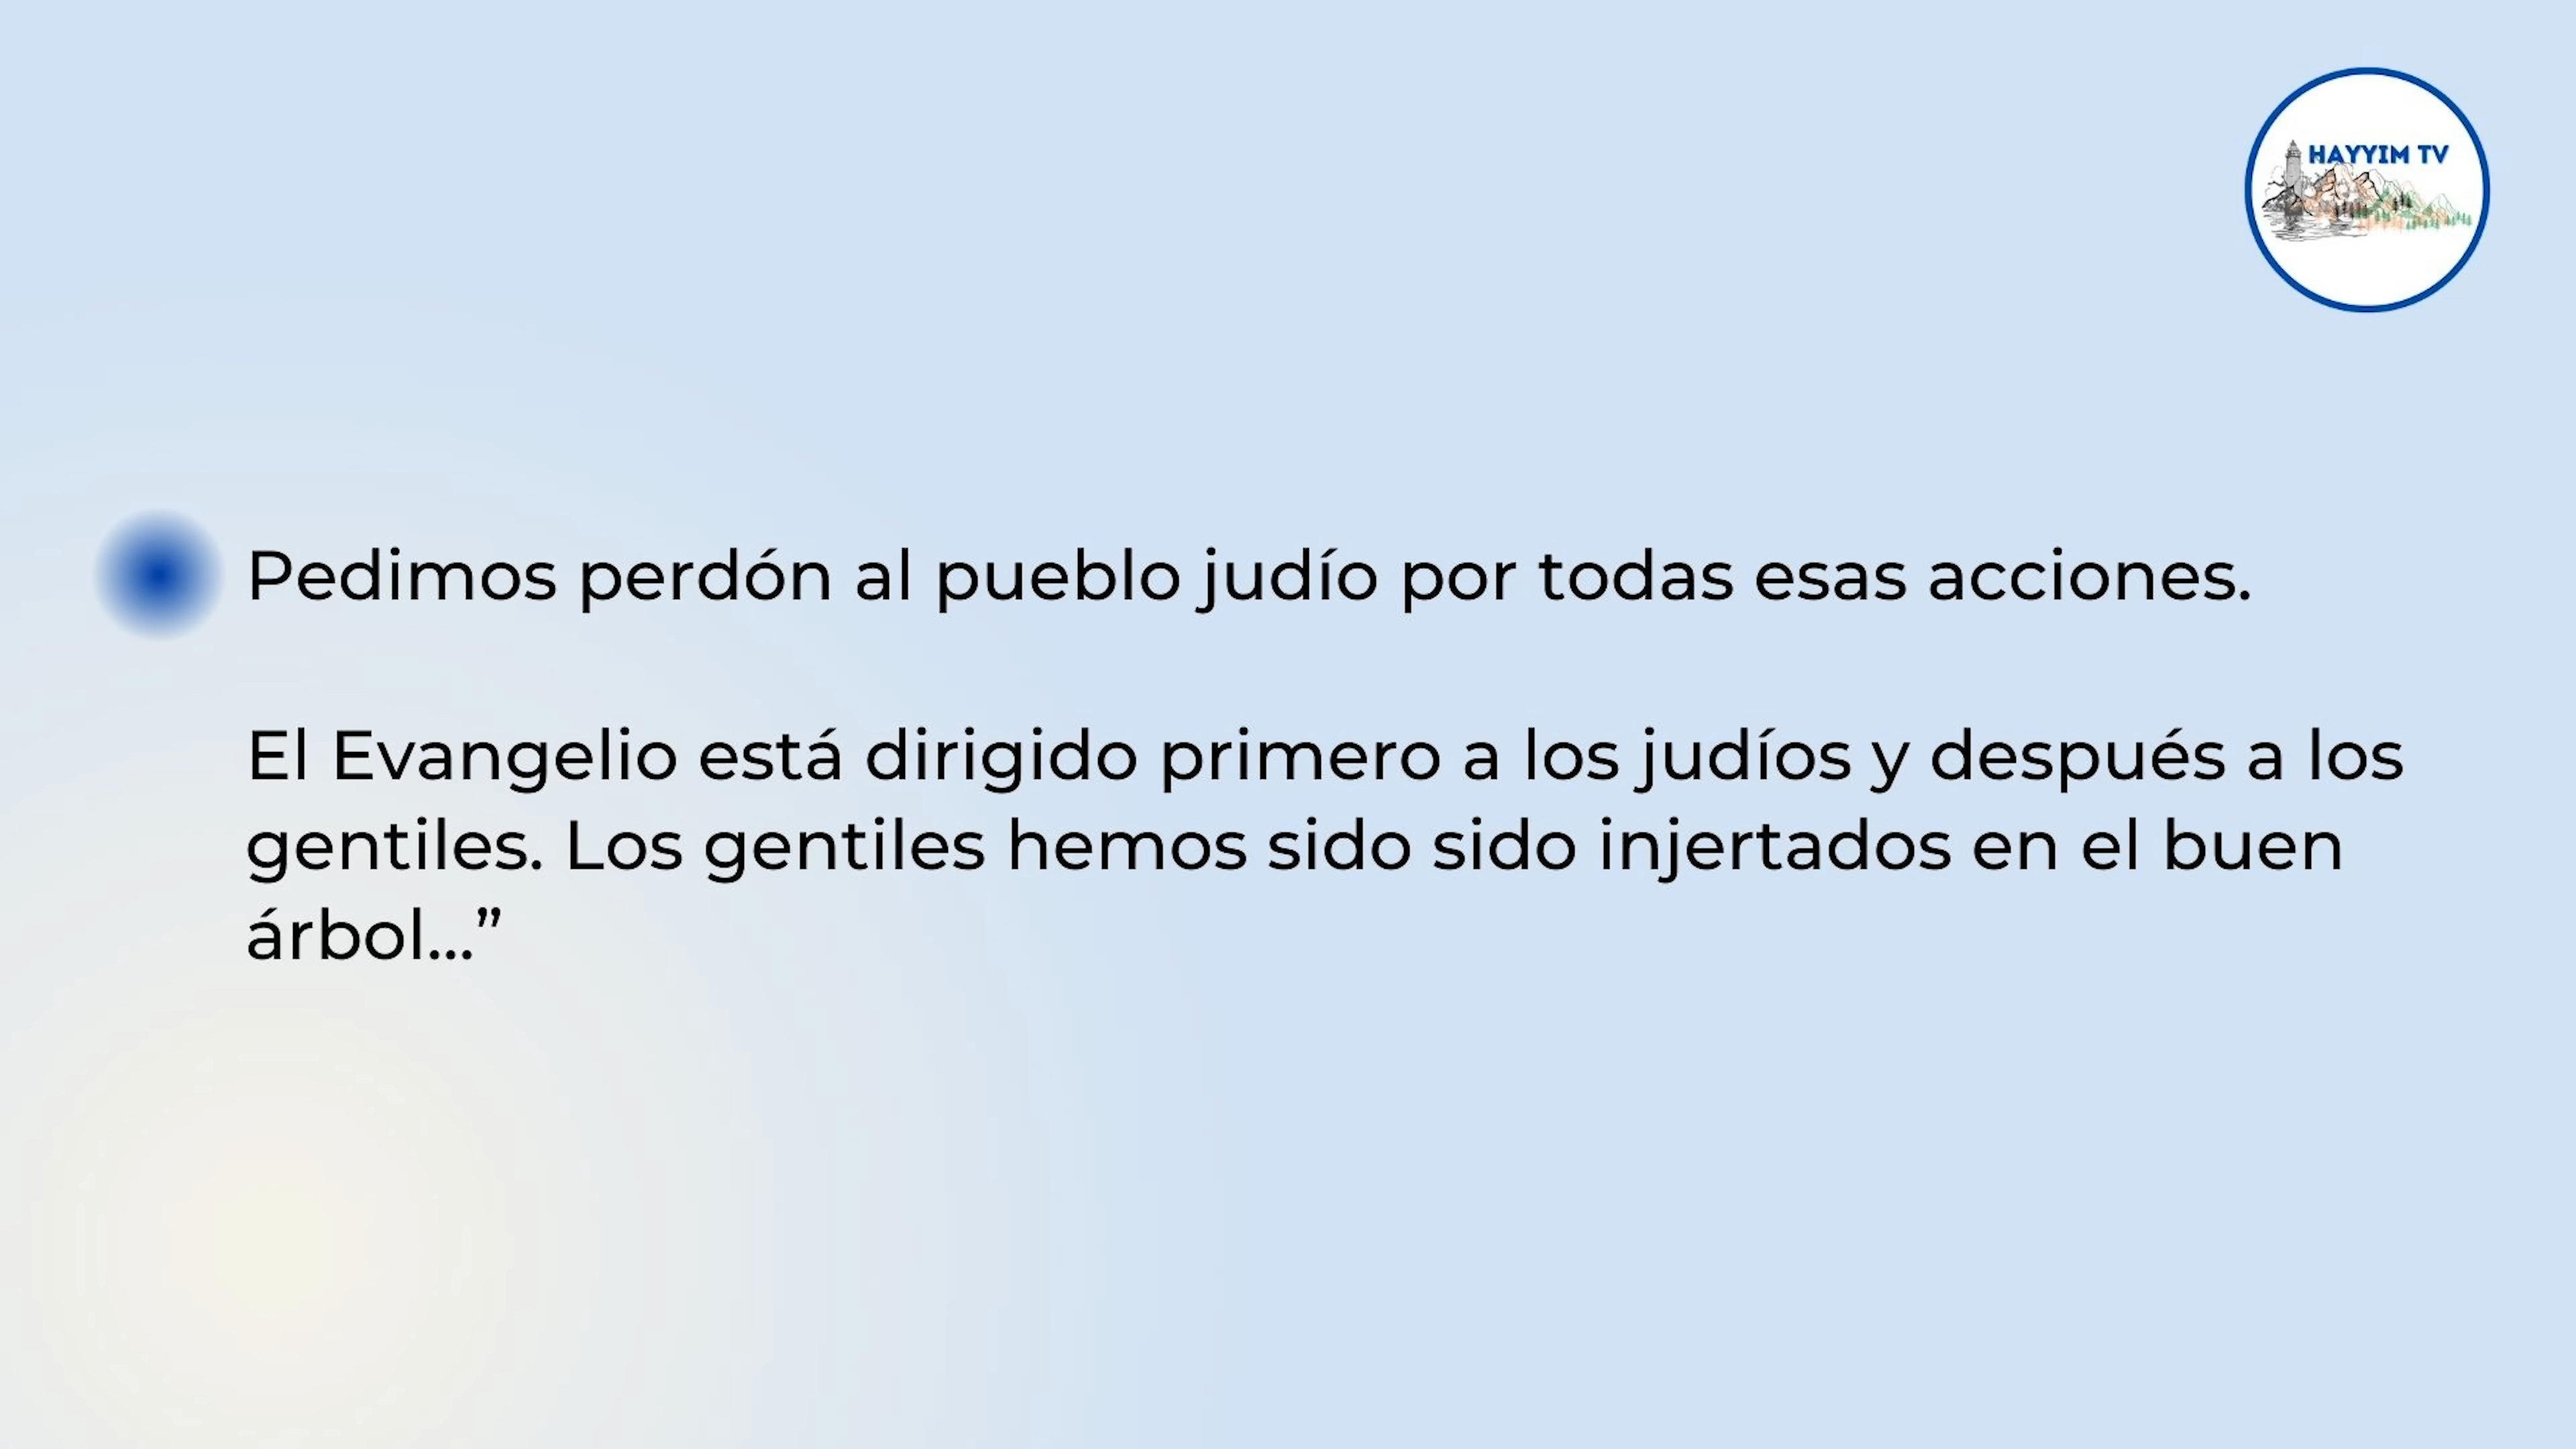 HAYYIM TV
Pedimos perdón al pueblo judío por todas esas acciones.
El Evangelio está dirigido primero a los judíos y después a los
gentiles. Los gentiles hemos sido sido injertados en el buen
árbol...”